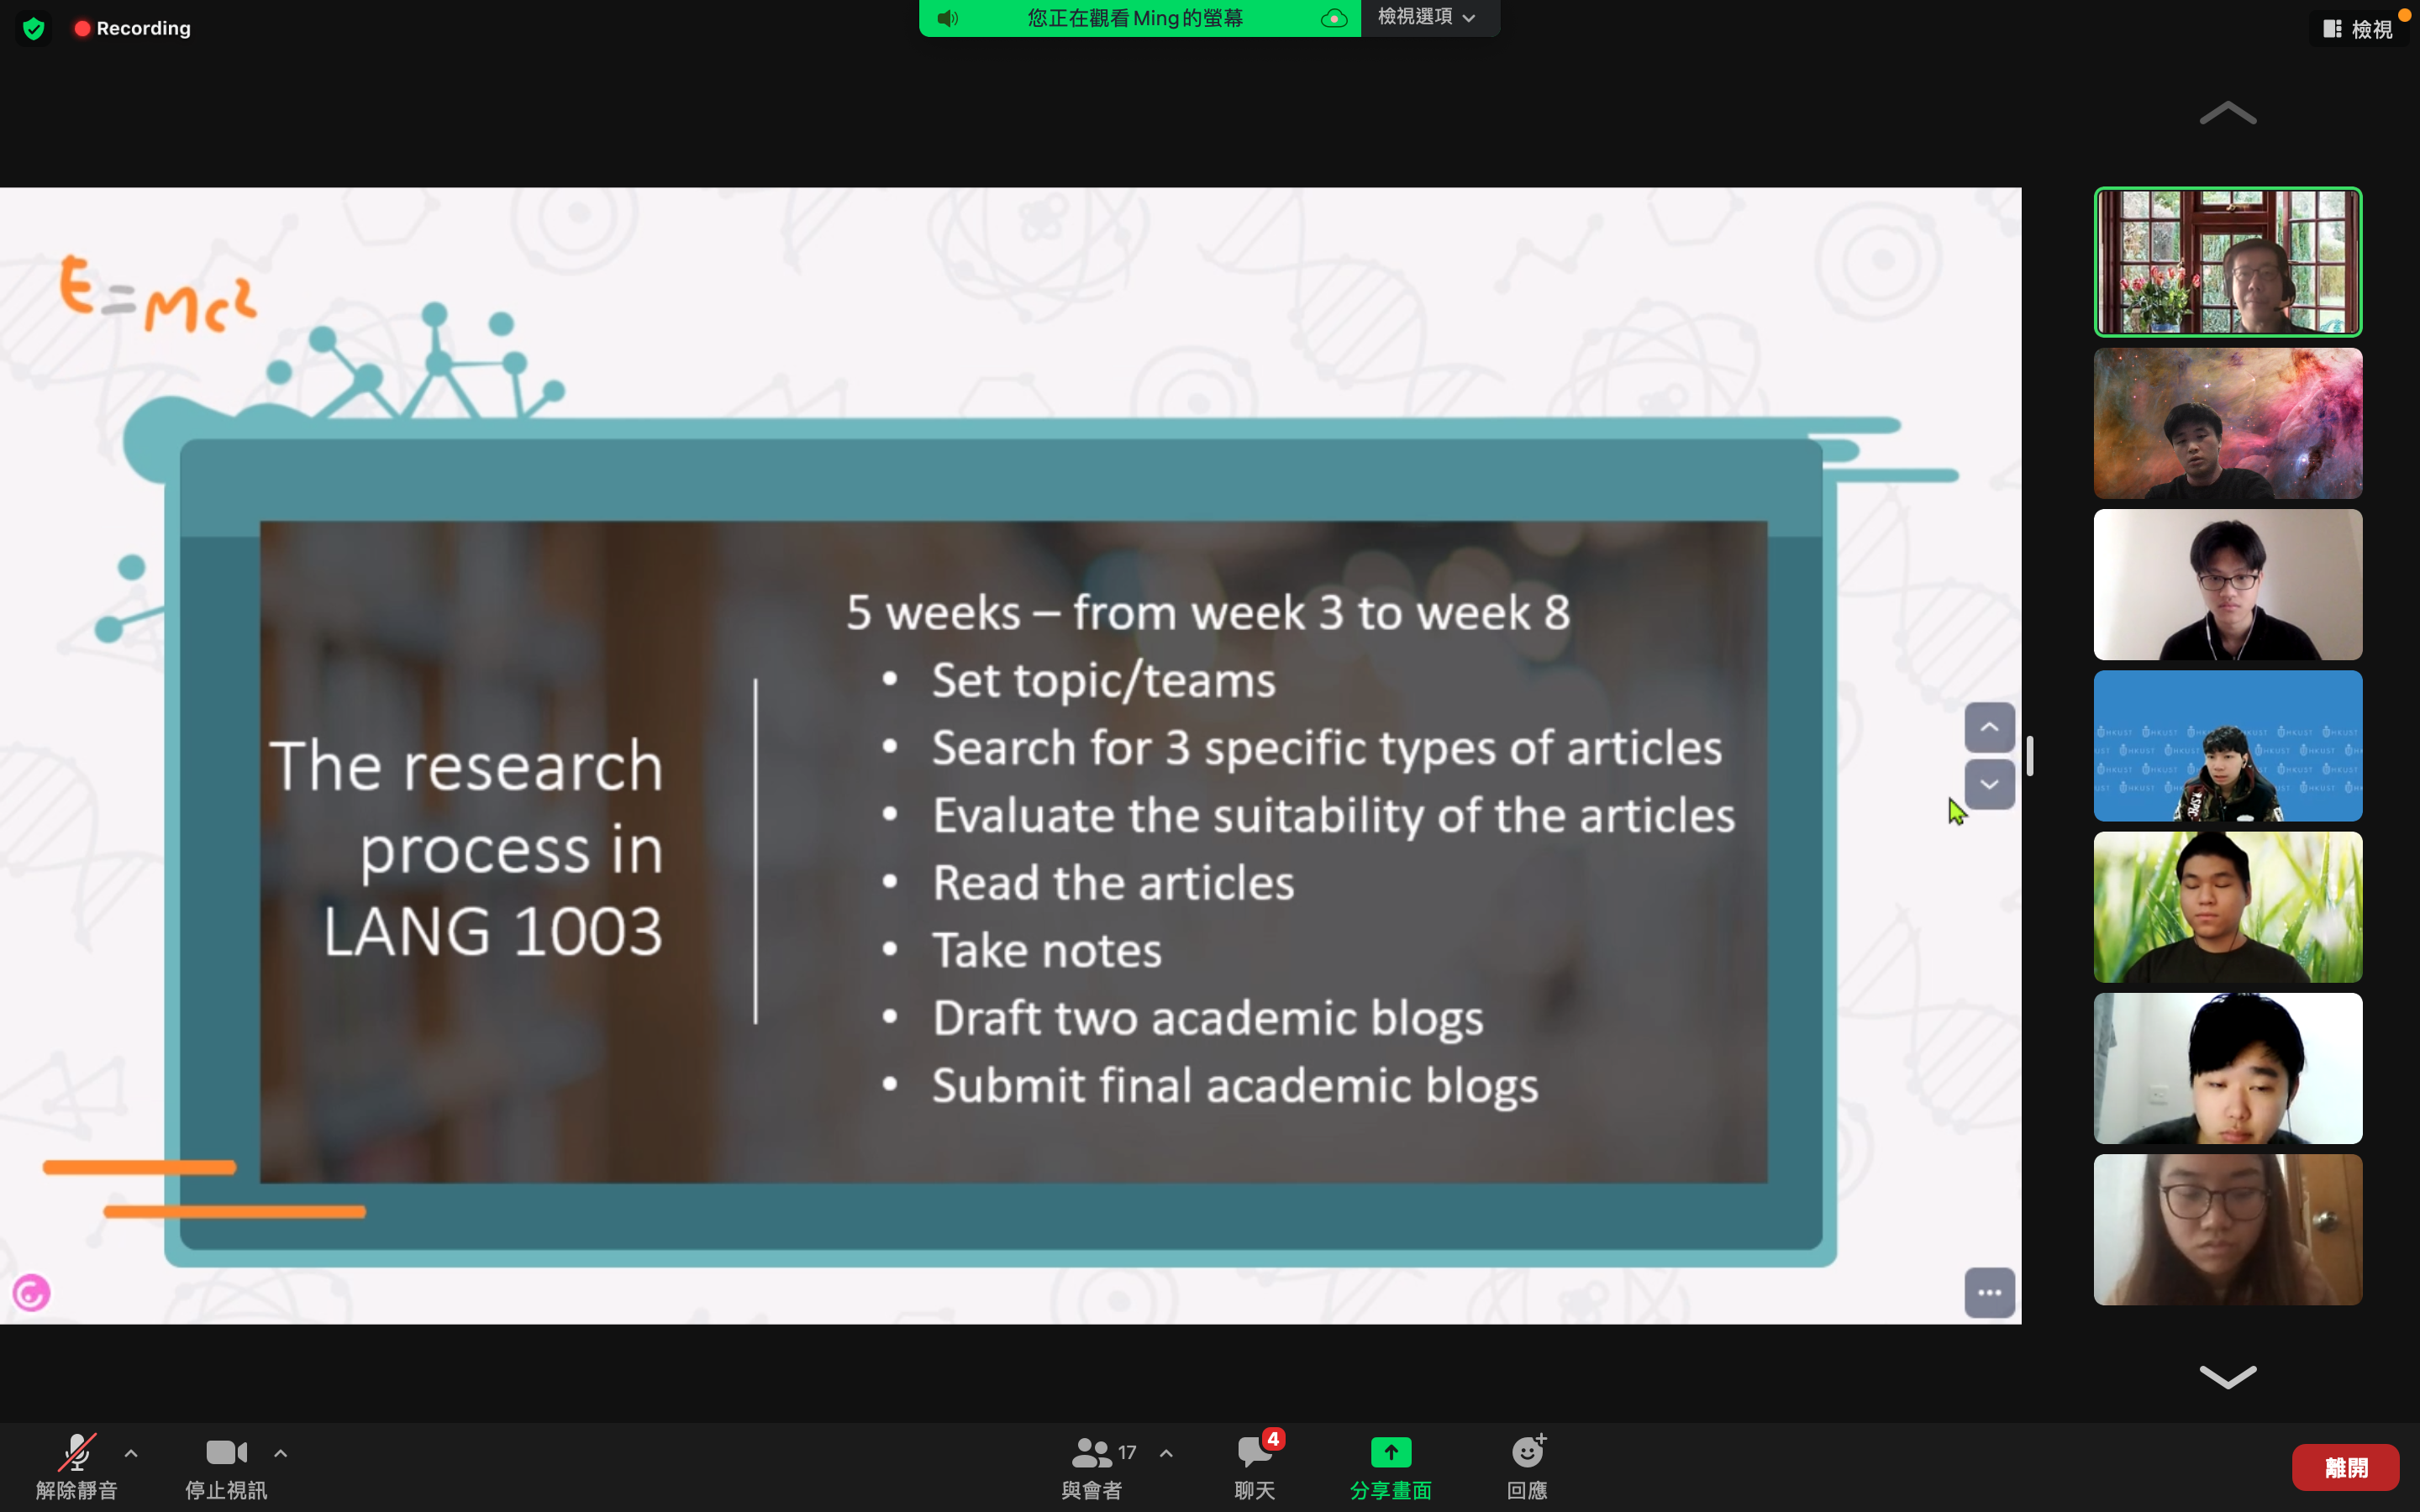 Recording
您正在觀看 Ming 的螢幕
檢視選項
檢視
E=Mc²
The research
process in
LANG 1003
5 weeks – from week 3 to week 8
• Set topic/teams
• Search for 3 specific types of articles
• Evaluate the suitability of the articles
• Read the articles
• Take notes
• Draft two academic blogs
• Submit final academic blogs
HKUST
解除靜音
停止視訊
17
與會者
4
聊天
分享畫面
回應
離開